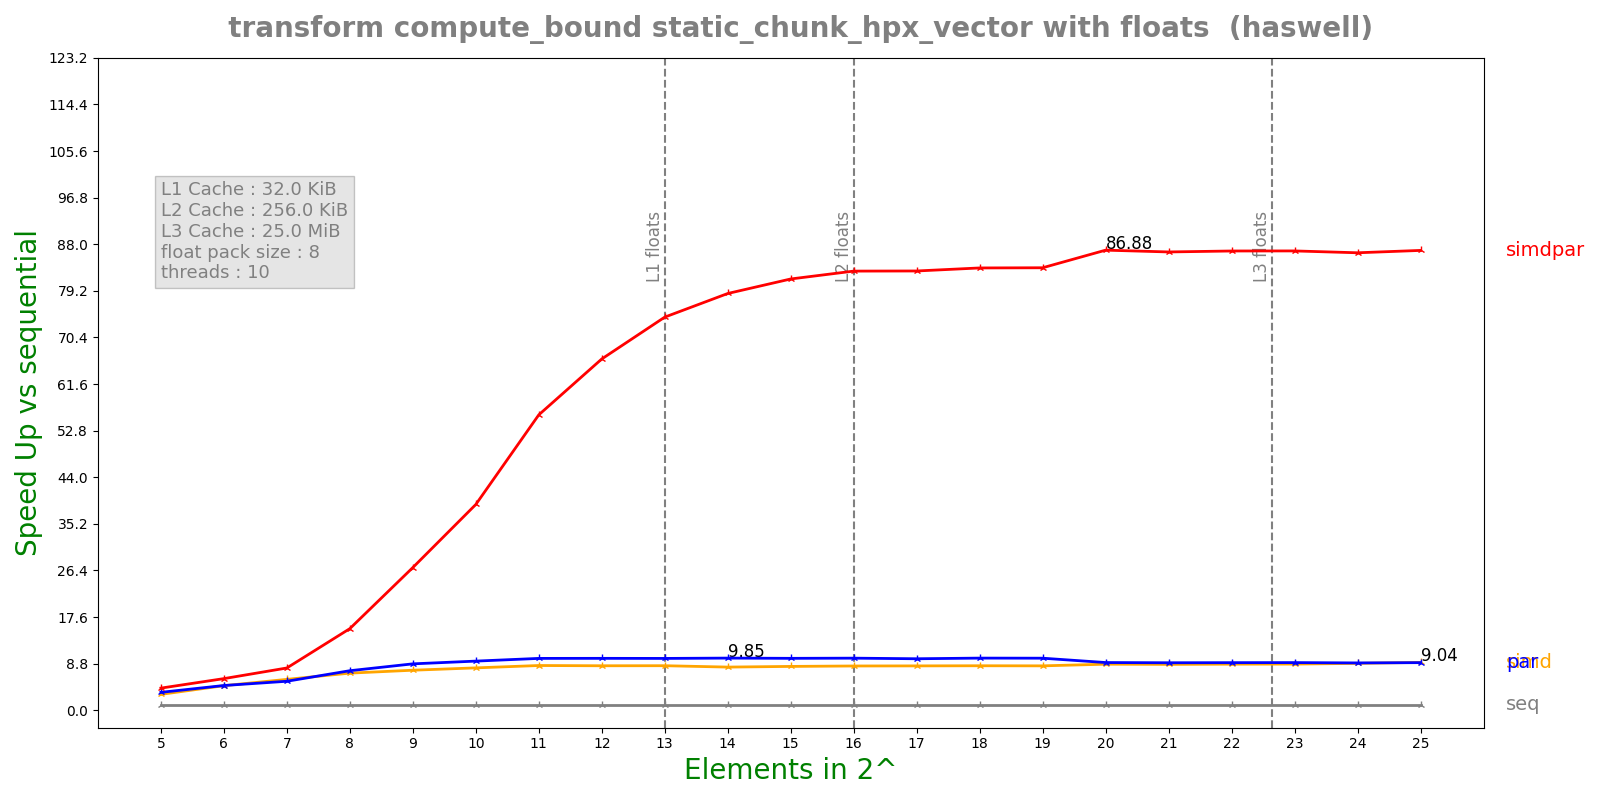 transform compute_bound static_chunk_hpx_vector with floats  (haswell)
123.2
114.4
105.6
96.8
88.0
79.2
70.4
61.6
52.8
44.0
35.2
26.4
17.6
8.8
0.0
Speed Up vs sequential
L1 Cache : 32.0 KiB
L2 Cache : 256.0 KiB
L3 Cache : 25.0 MiB
float pack size : 8
threads : 10
L1 floats
L2 floats
L3 floats
86.88
9.85
9.04
simdpar
simd
par
seq
5 6 7 8 9 10 11 12 13 14 15 16 17 18 19 20 21 22 23 24 25
Elements in 2^